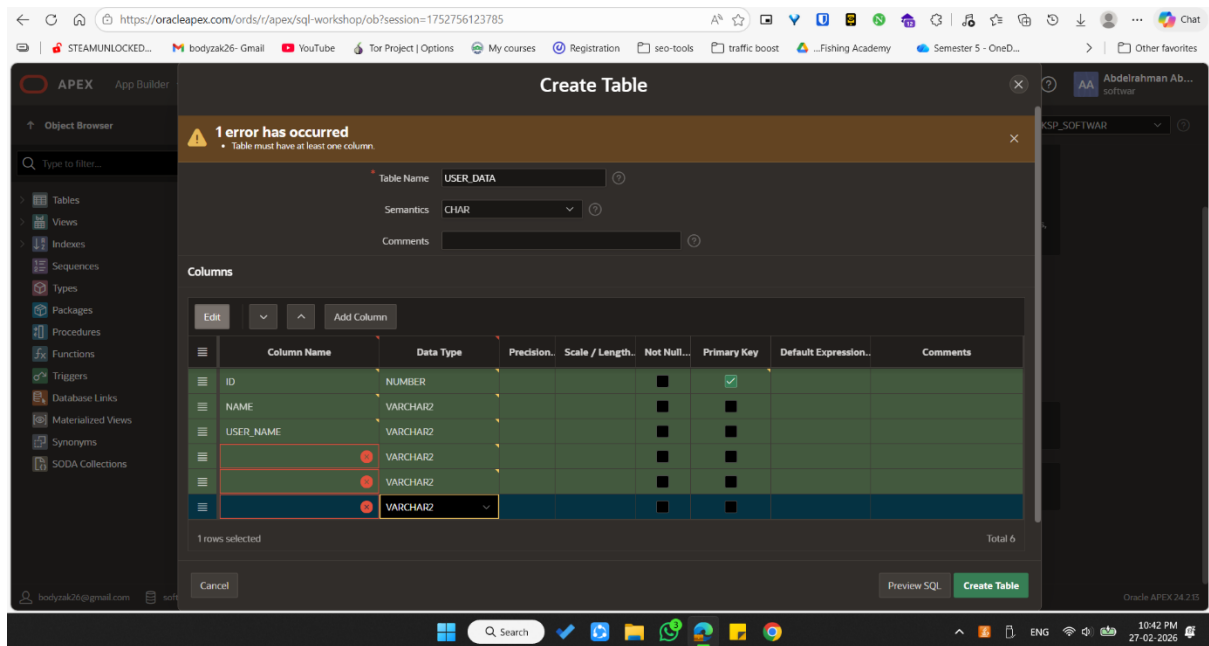 https://oracleapex.com/ords/r/apex/sql-workshop/ob?session=1752756123785
Chat
STEAMUNLOCKED...
bodyzak26- Gmail
YouTube
Tor Project | Options
My courses
Registration
seo-tools
traffic boost
...Fishing Academy
Semester 5 - OneD...
Other favorites
APEX
App Builder
Create Table
AA
Abdelrahman Ab...
softwar
Object Browser
KSP_SOFTWAR
1 error has occurred
• Table must have at least one column.
Type to filter...
* Table Name USER_DATA
Semantics CHAR
Comments
Tables
Views
Indexes
Sequences
Types
Packages
Procedures
Functions
Triggers
Database Links
Materialized Views
Synonyms
SODA Collections
Columns
Edit Add Column
Column Name Data Type Precision.. Scale / Length.. Not Null... Primary Key Default Expression.. Comments
ID NUMBER
NAME VARCHAR2
USER_NAME VARCHAR2
VARCHAR2
VARCHAR2
VARCHAR2
1 rows selected Total 6
Cancel Preview SQL Create Table
bodyzak26@gmail.com soft
Oracle APEX 24.2.13
Search
ENG
10:42 PM
27-02-2026